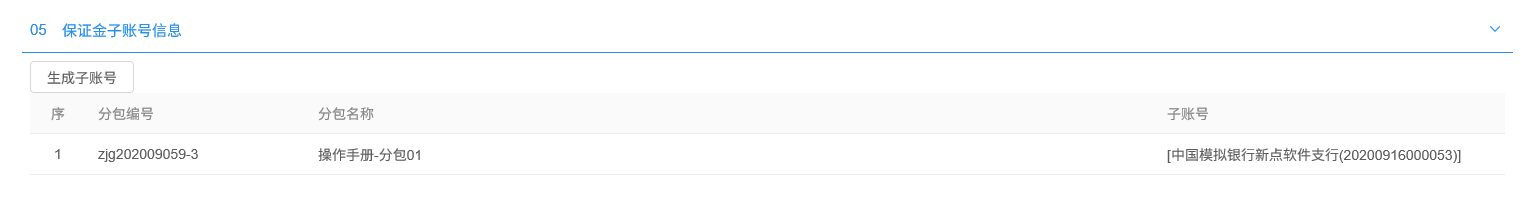 05 保证金子账号信息
生成子账号
序 分包编号 分包名称 子账号
1 zjg202009059-3 操作手册-分包01 [中国模拟银行新点软件支行(20200916000053)]